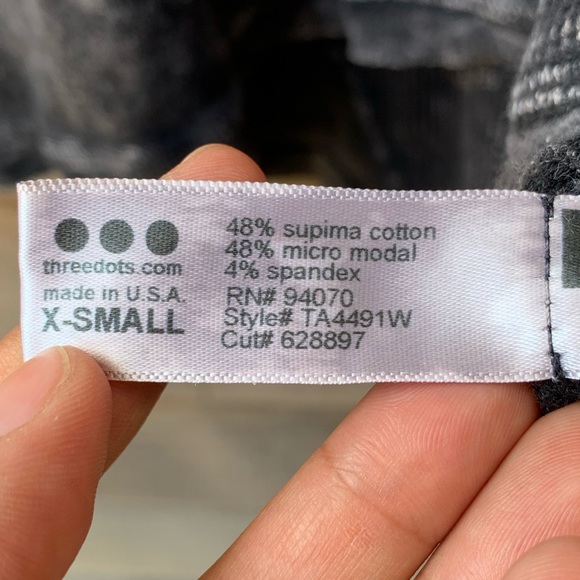 threedots.com
made in U.S.A.
X-SMALL
48% supima cotton
48% micro modal
4% spandex
RN# 94070
Style# TA4491W
Cut# 628897